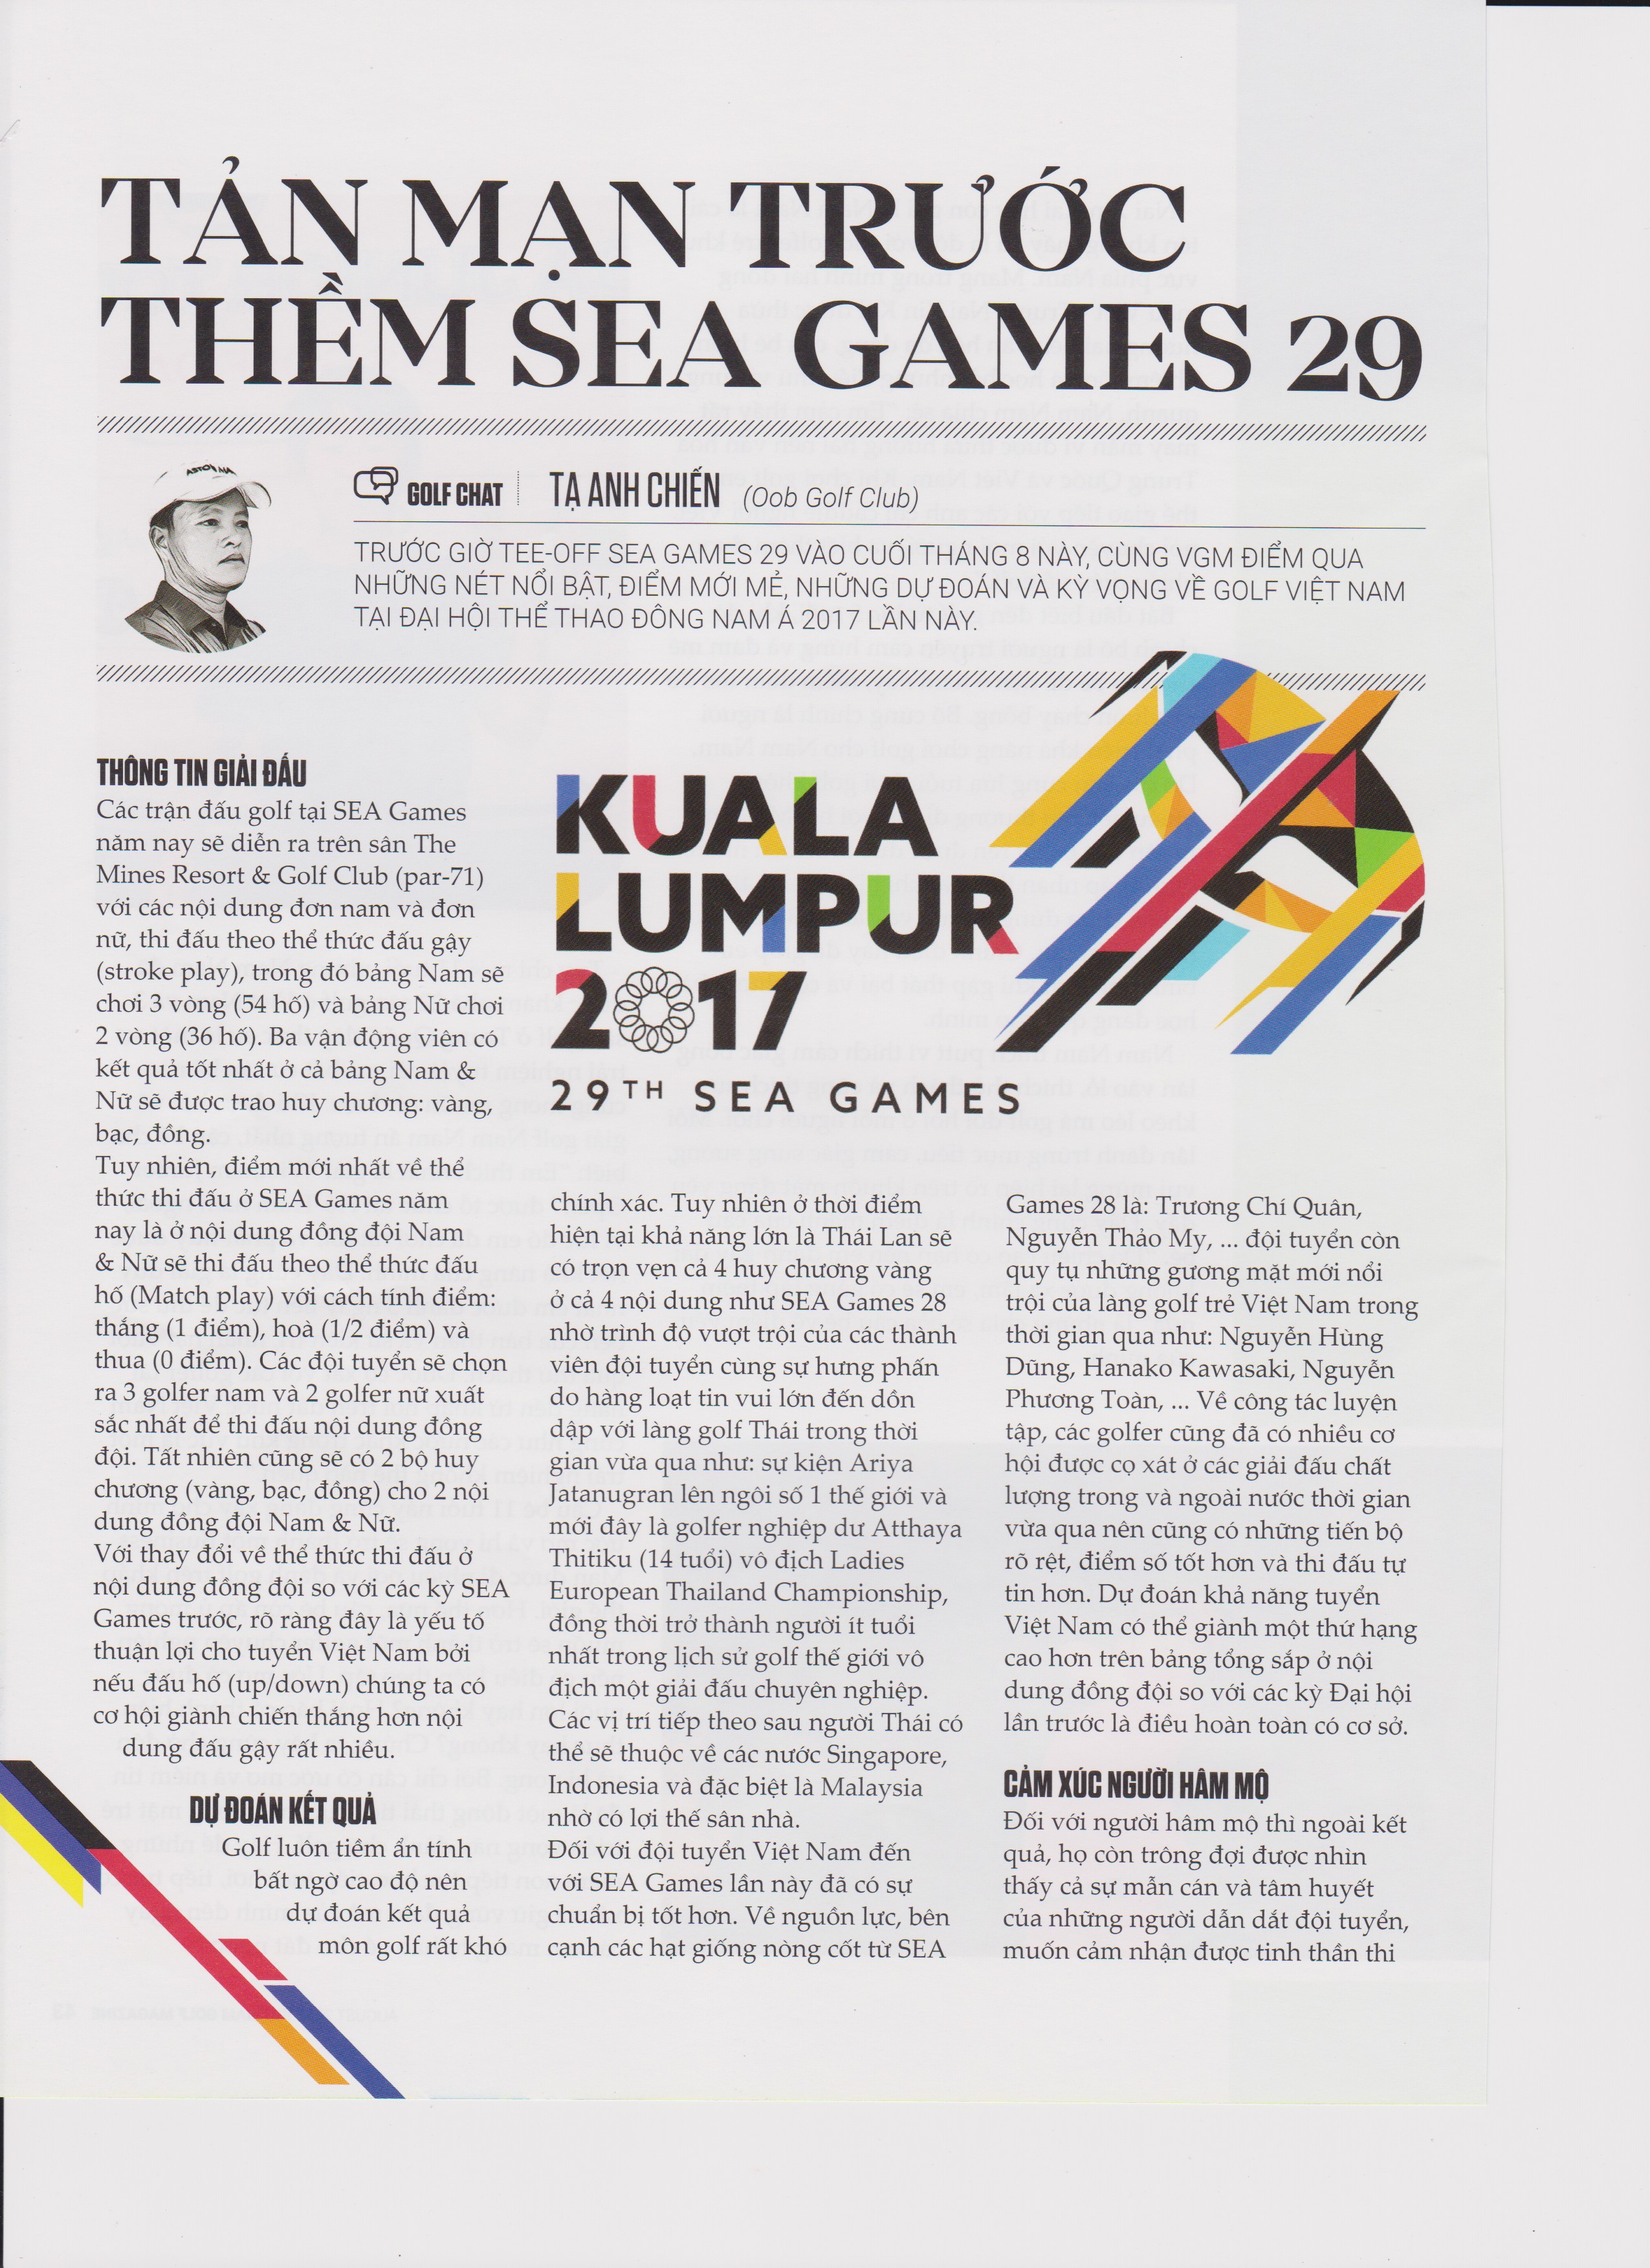 TẢN MẠN TRƯỚC
THỀM SEA GAMES 29
GOLF CHAT
TẠ ANH CHIẾN (Oob Golf Club)
TRƯỚC GIỜ TEE-OFF SEA GAMES 29 VÀO CUỐI THÁNG 8 NÀY, CÙNG VGM ĐIỂM QUA
NHỮNG NÉT NỔI BẬT, ĐIỂM MỚI MẺ, NHỮNG DỰ ĐOÁN VÀ KỲ VỌNG VỀ GOLF VIỆT NAM
TẠI ĐẠI HỘI THỂ THAO ĐÔNG NAM Á 2017 LẦN NÀY.
THÔNG TIN GIẢI ĐẤU
Các trận đấu golf tại SEA Games
năm nay sẽ diễn ra trên sân The
Mines Resort & Golf Club (par-71)
với các nội dung đơn nam và đơn
nữ, thi đấu theo thể thức đấu gậy
(stroke play), trong đó bảng Nam sẽ
chơi 3 vòng (54 hố) và bảng Nữ chơi
2 vòng (36 hố). Ba vận động viên có
kết quả tốt nhất ở cả bảng Nam &
Nữ sẽ được trao huy chương: vàng,
bạc, đồng.
Tuy nhiên, điểm mới nhất về thể
thức thi đấu ở SEA Games năm
nay là ở nội dung đồng đội Nam
& Nữ sẽ thi đấu theo thể thức đấu
hố (Match play) với cách tính điểm:
thắng (1 điểm), hoà (1/2 điểm) và
thua (0 điểm). Các đội tuyển sẽ chọn
ra 3 golfer nam và 2 golfer nữ xuất
sắc nhất để thi đấu nội dung đồng
đội. Tất nhiên cũng sẽ có 2 bộ huy
chương (vàng, bạc, đồng) cho 2 nội
dung đồng đội Nam & Nữ.
Với thay đổi về thể thức thi đấu ở
nội dung đồng đội so với các kỳ SEA
Games trước, rõ ràng đây là yếu tố
thuận lợi cho tuyển Việt Nam bởi
nếu đấu hố (up/down) chúng ta có
cơ hội giành chiến thắng hơn nội
dung đấu gậy rất nhiều.
DỰ ĐOÁN KẾT QUẢ
Golf luôn tiềm ẩn tính
bất ngờ cao độ nên
dự đoán kết quả
môn golf rất khó
KUALA
LUMPUR
2017
29TH SEA GAMES
chính xác. Tuy nhiên ở thời điểm
hiện tại khả năng lớn là Thái Lan sẽ
có trọn vẹn cả 4 huy chương vàng
ở cả 4 nội dung như SEA Games 28
nhờ trình độ vượt trội của các thành
viên đội tuyển cùng sự hưng phấn
do hàng loạt tin vui lớn đến dồn
dập với làng golf Thái trong thời
gian vừa qua như: sự kiện Ariya
Jatanugran lên ngôi số 1 thế giới và
mới đây là golfer nghiệp dư Atthaya
Thitiku (14 tuổi) vô địch Ladies
European Thailand Championship,
đồng thời trở thành người ít tuổi
nhất trong lịch sử golf thế giới vô
địch một giải đấu chuyên nghiệp.
Các vị trí tiếp theo sau người Thái có
thể sẽ thuộc về các nước Singapore,
Indonesia và đặc biệt là Malaysia
nhờ có lợi thế sân nhà.
Đối với đội tuyển Việt Nam đến
với SEA Games lần này đã có sự
chuẩn bị tốt hơn. Về nguồn lực, bên
cạnh các hạt giống nòng cốt từ SEA
Games 28 là: Trương Chí Quân,
Nguyễn Thảo My, ... đội tuyển còn
quy tụ những gương mặt mới nổi
trội của làng golf trẻ Việt Nam trong
thời gian qua như: Nguyễn Hùng
Dũng, Hanako Kawasaki, Nguyễn
Phương Toàn, ... Về công tác luyện
tập, các golfer cũng đã có nhiều cơ
hội được cọ xát ở các giải đấu chất
lượng trong và ngoài nước thời gian
vừa qua nên cũng có những tiến bộ
rõ rệt, điểm số tốt hơn và thi đấu tự
tin hơn. Dự đoán khả năng tuyển
Việt Nam có thể giành một thứ hạng
cao hơn trên bảng tổng sắp ở nội
dung đồng đội so với các kỳ Đại hội
lần trước là điều hoàn toàn có cơ sở.
CẢM XÚC NGƯỜI HÂM MỘ
Đối với người hâm mộ thì ngoài kết
quả, họ còn trông đợi được nhìn
thấy cả sự mẫn cán và tâm huyết
của những người dẫn dắt đội tuyển,
muốn cảm nhận được tinh thần thi